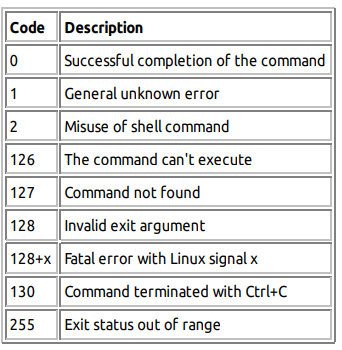 Code Description
0 Successful completion of the command
1 General unknown error
2 Misuse of shell command
126 The command can't execute
127 Command not found
128 Invalid exit argument
128+x Fatal error with Linux signal x
130 Command terminated with Ctrl+C
255 Exit status out of range